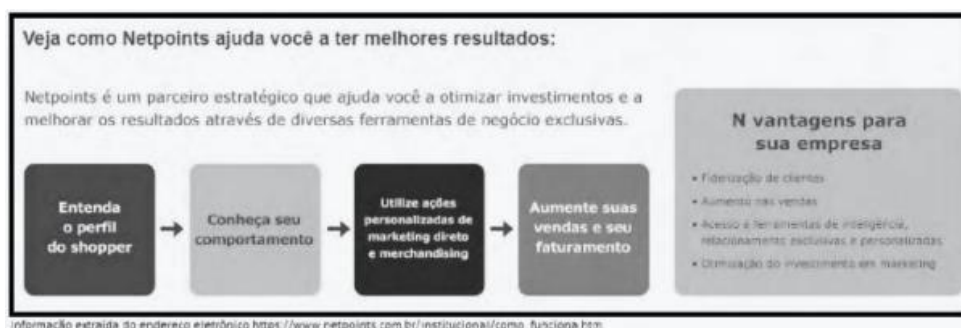 Veja como Netpoints ajuda você a ter melhores resultados:
Netpoints é um parceiro estratégico que ajuda você a otimizar investimentos e a
melhorar os resultados através de diversas ferramentas de negócio exclusivas.
Entenda
o perfil
do shopper
Conheça seu
comportamento
Utilize ações
personalizadas de
marketing direto
e merchandising
Aumente suas
vendas e seu
faturamento
N vantagens para
sua empresa
• Fidelização de clientes
• Aumento nas vendas
• Acesso a ferramentas de inteligência,
relacionamento exclusivas e personalizadas
• Otimização do investimento em marketing
Informação extraída do endereço eletrônico https://www.netpoints.com.br/institucional/como_funciona.htm